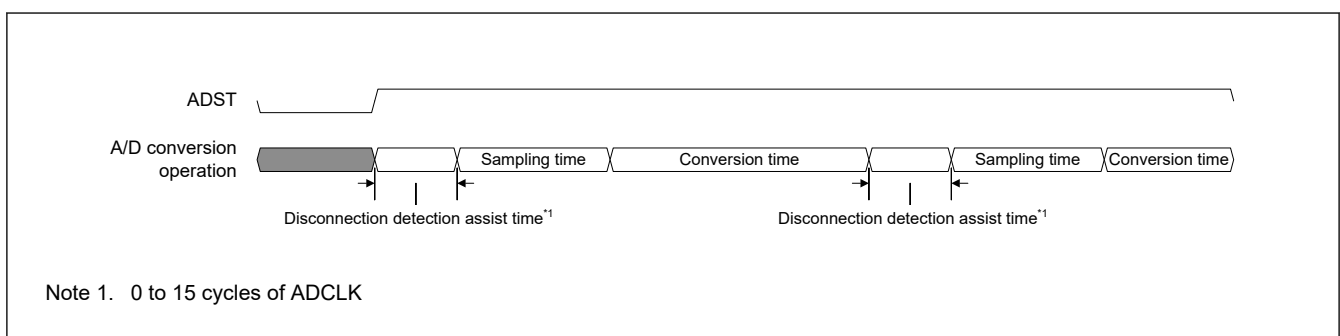 ADST
A/D conversion
operation
Sampling time
Conversion time
Sampling time
Conversion time
Disconnection detection assist time*1
Disconnection detection assist time*1
Note 1. 0 to 15 cycles of ADCLK